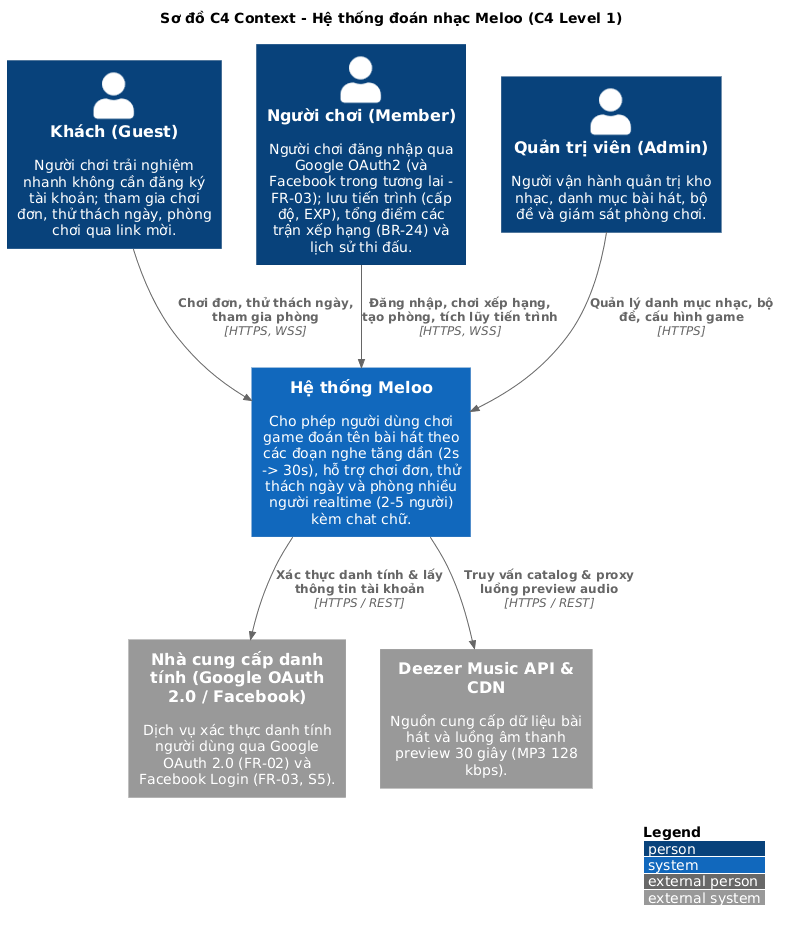 Sơ đồ C4 Context - Hệ thống đoán nhạc Meloo (C4 Level 1)
Khách (Guest)
Người chơi trải nghiệm
nhanh không cần đăng ký
tài khoản; tham gia chơi
đơn, thử thách ngày, phòng
chơi qua link mời.
Người chơi (Member)
Người chơi đăng nhập qua
Google OAuth2 (và
Facebook trong tương lai -
FR-03); lưu tiến trình (cấp
độ, EXP), tổng điểm các
trận xếp hạng (BR-24) và
lịch sử thi đấu.
Quản trị viên (Admin)
Người vận hành quản trị kho
nhạc, danh mục bài hát, bộ
đề và giám sát phòng chơi.
Chơi đơn, thử thách ngày,
tham gia phòng
[HTTPS, WSS]
Đăng nhập, chơi xếp hạng,
tạo phòng, tích lũy tiến trình
[HTTPS, WSS]
Quản lý danh mục nhạc, bộ
đề, cấu hình game
[HTTPS]
Hệ thống Meloo
Cho phép người dùng chơi
game đoán tên bài hát theo
các đoạn nghe tăng dần (2s
-> 30s), hỗ trợ chơi đơn, thử
thách ngày và phòng nhiều
người realtime (2-5 người)
kèm chat chữ.
Xác thực danh tính & lấy
thông tin tài khoản
[HTTPS / REST]
Truy vấn catalog & proxy
luồng preview audio
[HTTPS / REST]
Nhà cung cấp danh
tính (Google OAuth
2.0 / Facebook)
Dịch vụ xác thực danh tính
người dùng qua Google
OAuth 2.0 (FR-02) và
Facebook Login (FR-03, S5).
Deezer Music API &
CDN
Nguồn cung cấp dữ liệu bài
hát và luồng âm thanh
preview 30 giây (MP3 128
kbps).
Legend
person
system
external person
external system